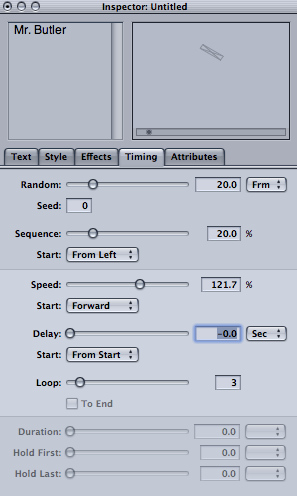 Inspector: Untitled
Mr. Butler
Text Style Effects Timing Attributes
Random: 20.0 Frm
Seed: 0
Sequence: 20.0 %
Start: From Left
Speed: 121.7 %
Start: Forward
Delay: -0.0 Sec
Start: From Start
Loop: 3
To End
Duration: 0.0
Hold First: 0.0
Hold Last: 0.0